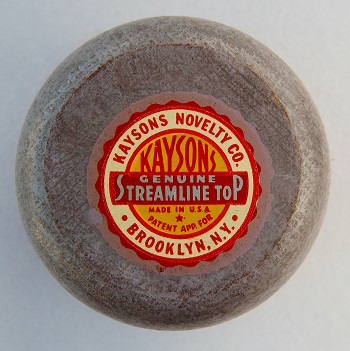 KAYSONS NOVELTY CO.
KAYSONS
GENUINE
STREAMLINE TOP
MADE IN U.S.A
PATENT APP. FOR
BROOKLYN, N.Y.